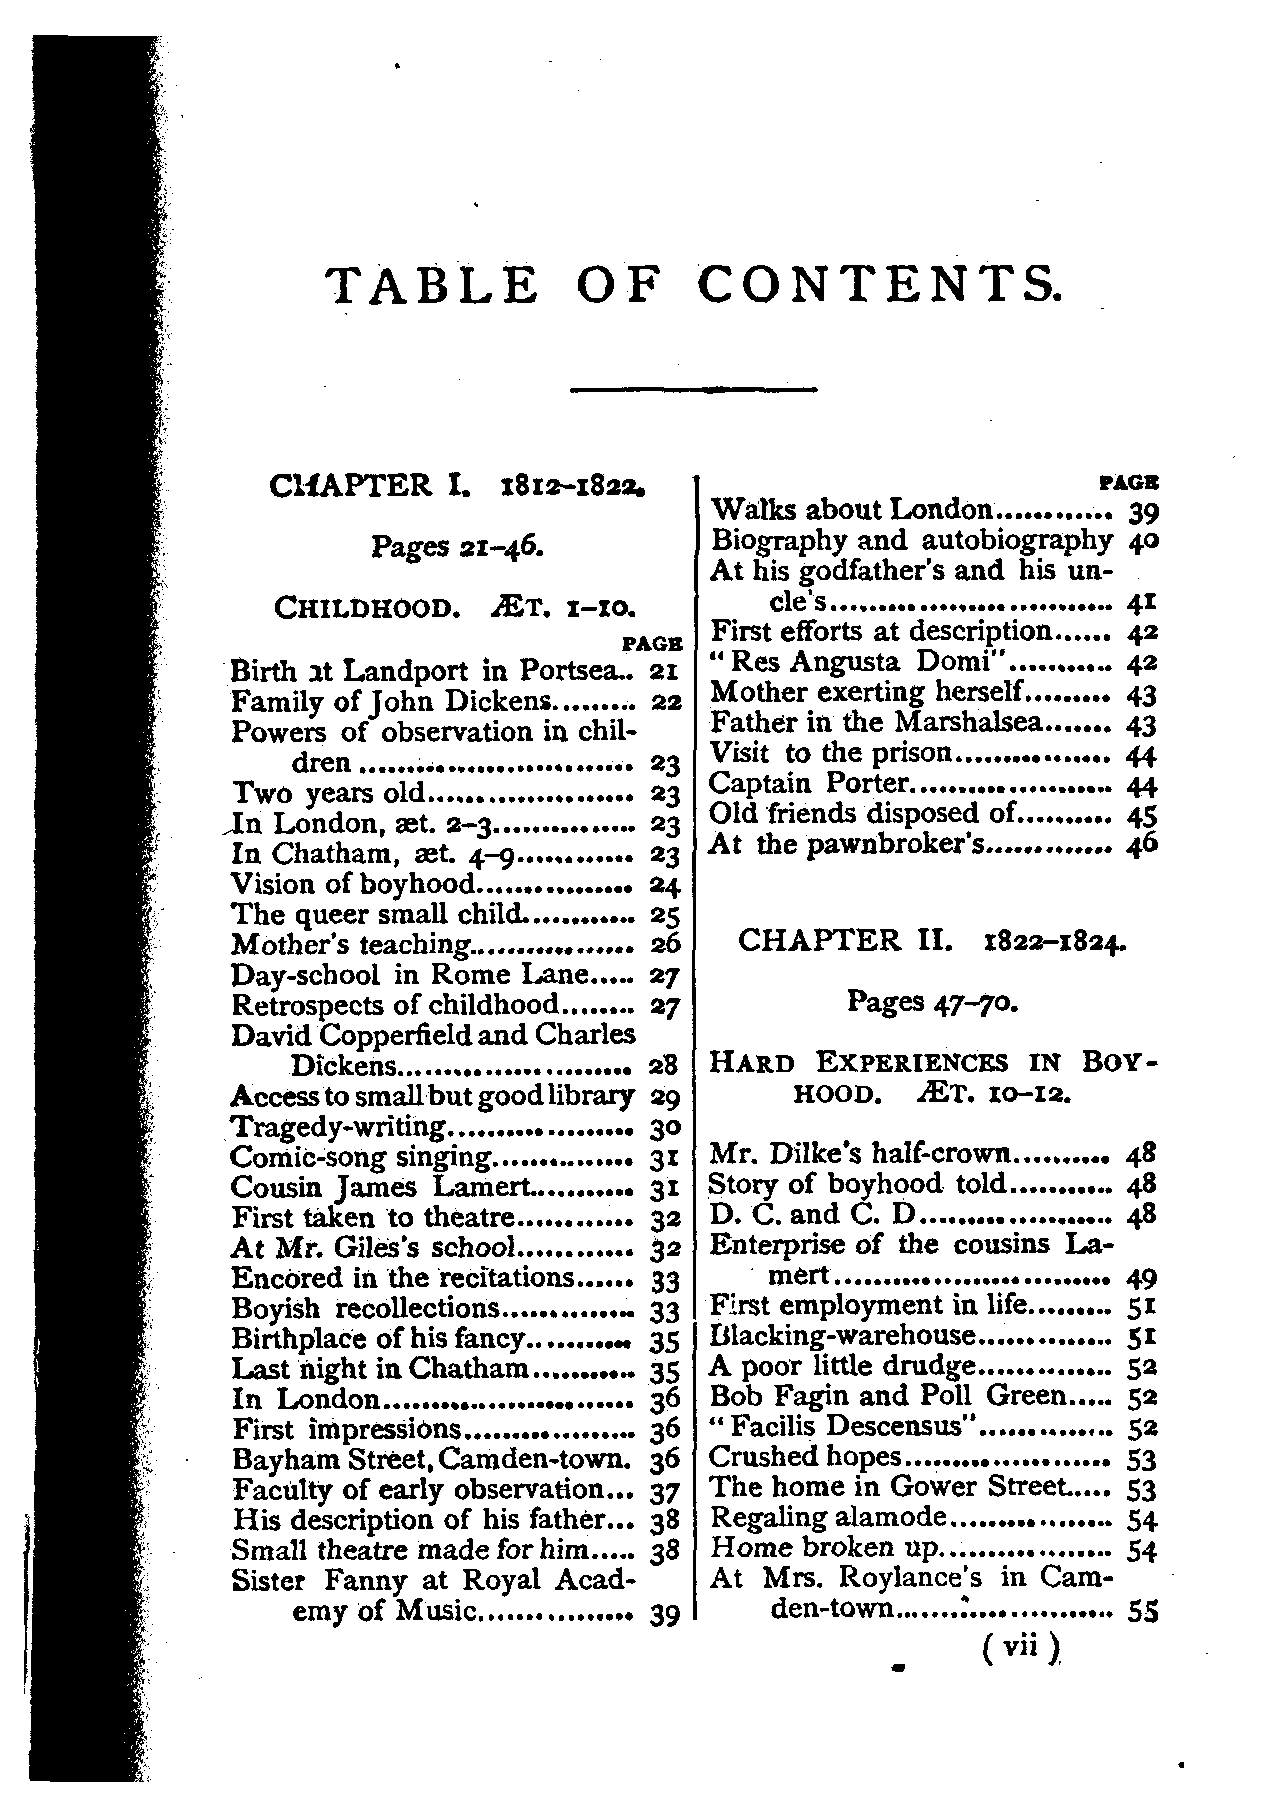 TABLE OF CONTENTS.
CHAPTER I. 1812–1822.
Pages 21–46.
CHILDHOOD. ÆT. 1–10.
PAGE
Birth at Landport in Portsea.. 21
Family of John Dickens......... 22
Powers of observation in chil-
dren ............................ 23
Two years old..................... 23
In London, æt. 2–3............... 23
In Chatham, æt. 4–9............ 23
Vision of boyhood................ 24
The queer small child............ 25
Mother's teaching................. 26
Day-school in Rome Lane..... 27
Retrospects of childhood........ 27
David Copperfield and Charles
Dickens........................ 28
Access to small but good library 29
Tragedy-writing................... 30
Comic-song singing............... 31
Cousin James Lamert........... 31
First taken to theatre............ 32
At Mr. Giles's school............ 32
Encored in the recitations...... 33
Boyish recollections.............. 33
Birthplace of his fancy........... 35
Last night in Chatham........... 35
In London.......................... 36
First impressions.................. 36
Bayham Street, Camden-town. 36
Faculty of early observation... 37
His description of his father... 38
Small theatre made for him..... 38
Sister Fanny at Royal Acad-
emy of Music................ 39
PAGE
Walks about London............ 39
Biography and autobiography 40
At his godfather's and his un-
cle's............................. 41
First efforts at description...... 42
"Res Angusta Domi"........... 42
Mother exerting herself......... 43
Father in the Marshalsea....... 43
Visit to the prison................ 44
Captain Porter..................... 44
Old friends disposed of.......... 45
At the pawnbroker's............. 46
CHAPTER II. 1822–1824.
Pages 47–70.
HARD EXPERIENCES IN BOY-
HOOD. ÆT. 10–12.
Mr. Dilke's half-crown.......... 48
Story of boyhood told........... 48
D. C. and C. D.................... 48
Enterprise of the cousins La-
mert............................ 49
First employment in life......... 51
Blacking-warehouse.............. 51
A poor little drudge.............. 52
Bob Fagin and Poll Green..... 52
"Facilis Descensus".............. 52
Crushed hopes..................... 53
The home in Gower Street..... 53
Regaling alamode................. 54
Home broken up.................. 54
At Mrs. Roylance's in Cam-
den-town...................... 55
( vii )